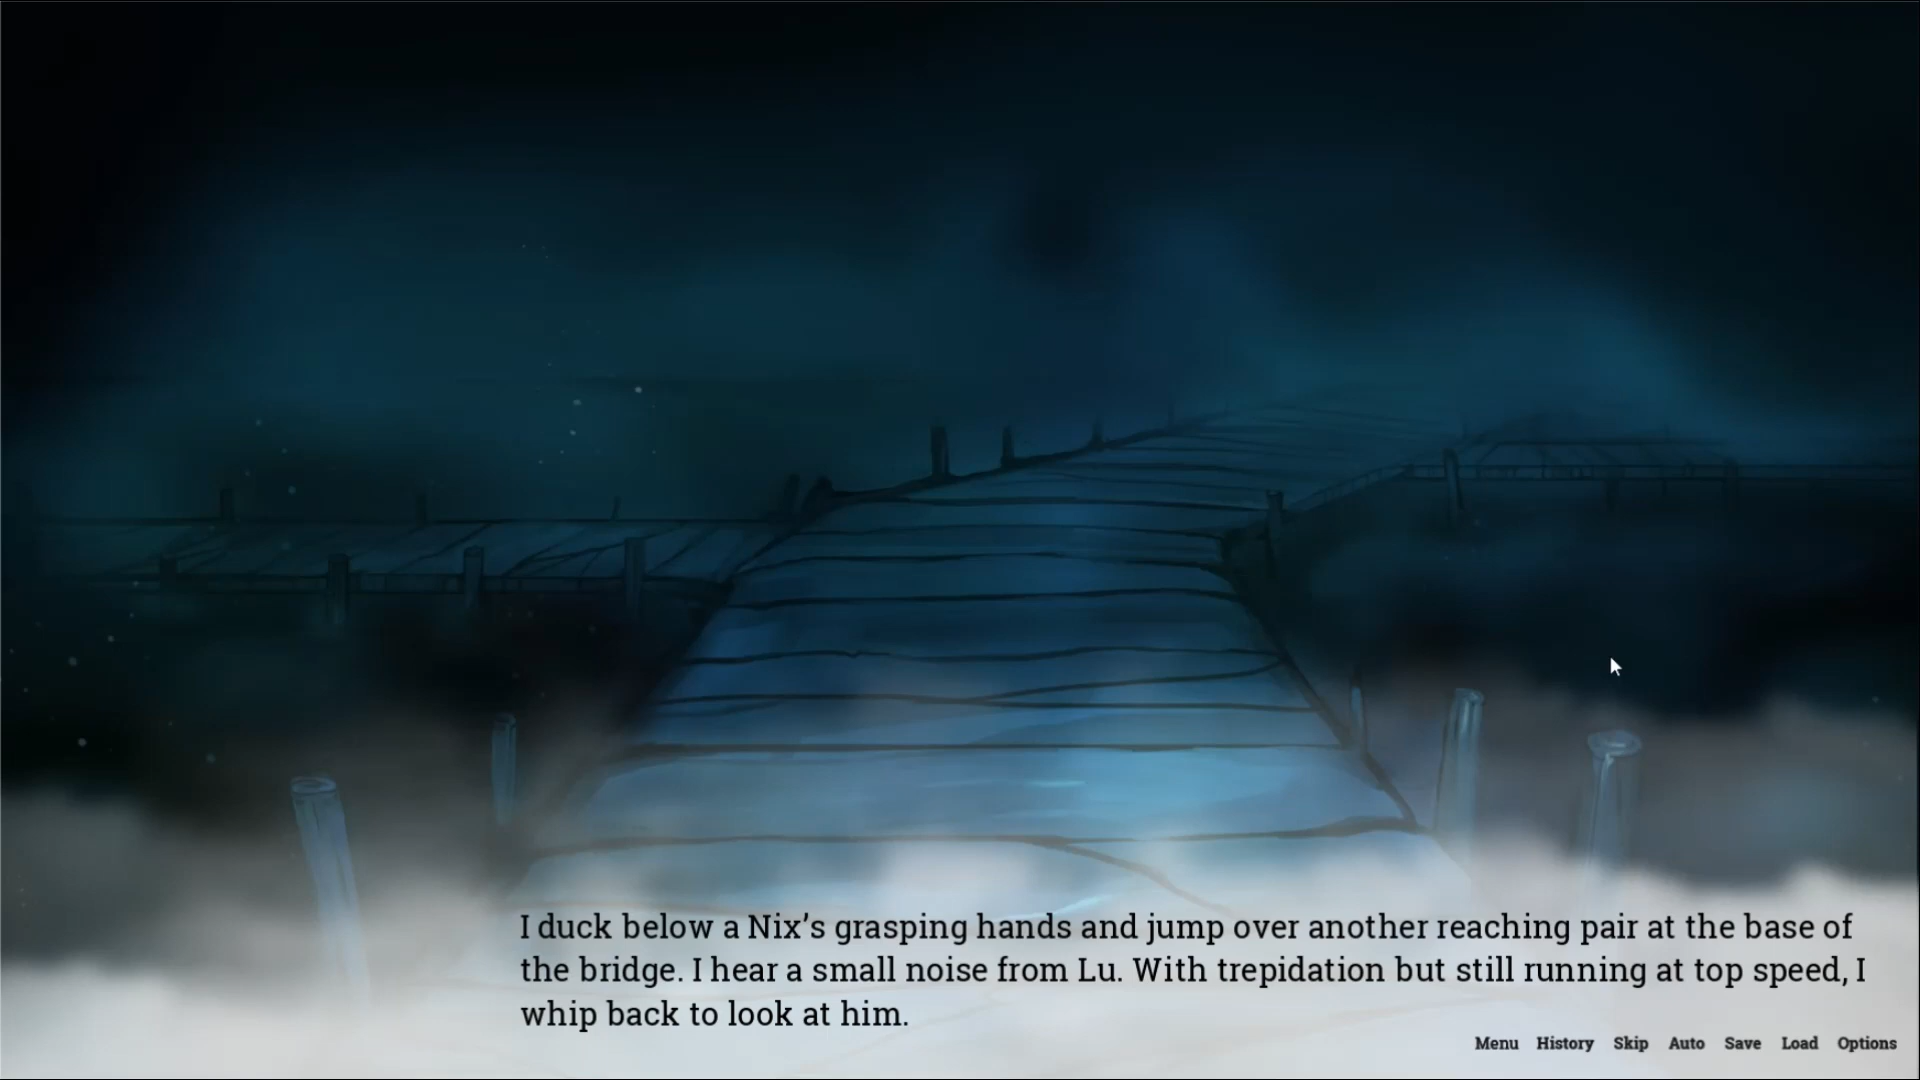 I duck below a Nix’s grasping hands and jump over another reaching pair at the base of
the bridge. I hear a small noise from Lu. With trepidation but still running at top speed, I
whip back to look at him.
Menu History Skip Auto Save Load Options